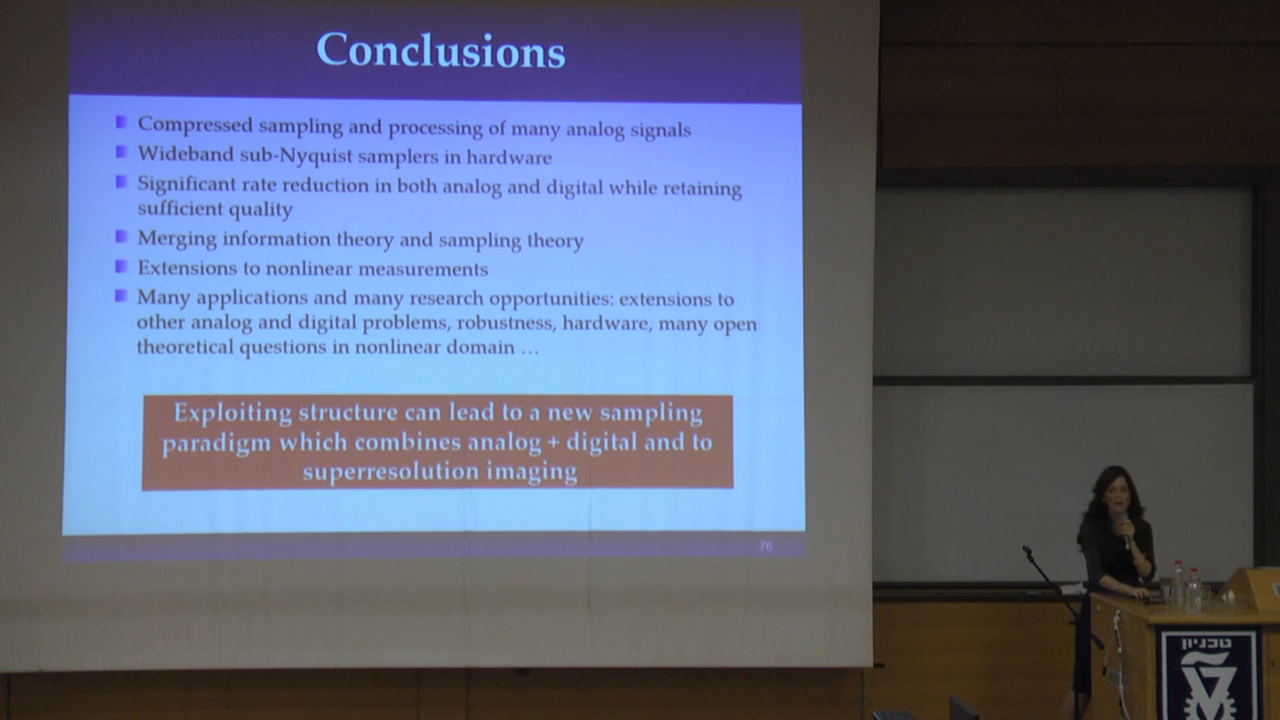 Conclusions
Compressed sampling and processing of many analog signals
Wideband sub-Nyquist samplers in hardware
Significant rate reduction in both analog and digital while retaining
sufficient quality
Merging information theory and sampling theory
Extensions to nonlinear measurements
Many applications and many research opportunities: extensions to
other analog and digital problems, robustness, hardware, many open
theoretical questions in nonlinear domain …
Exploiting structure can lead to a new sampling
paradigm which combines analog + digital and to
superresolution imaging
76
טכניון